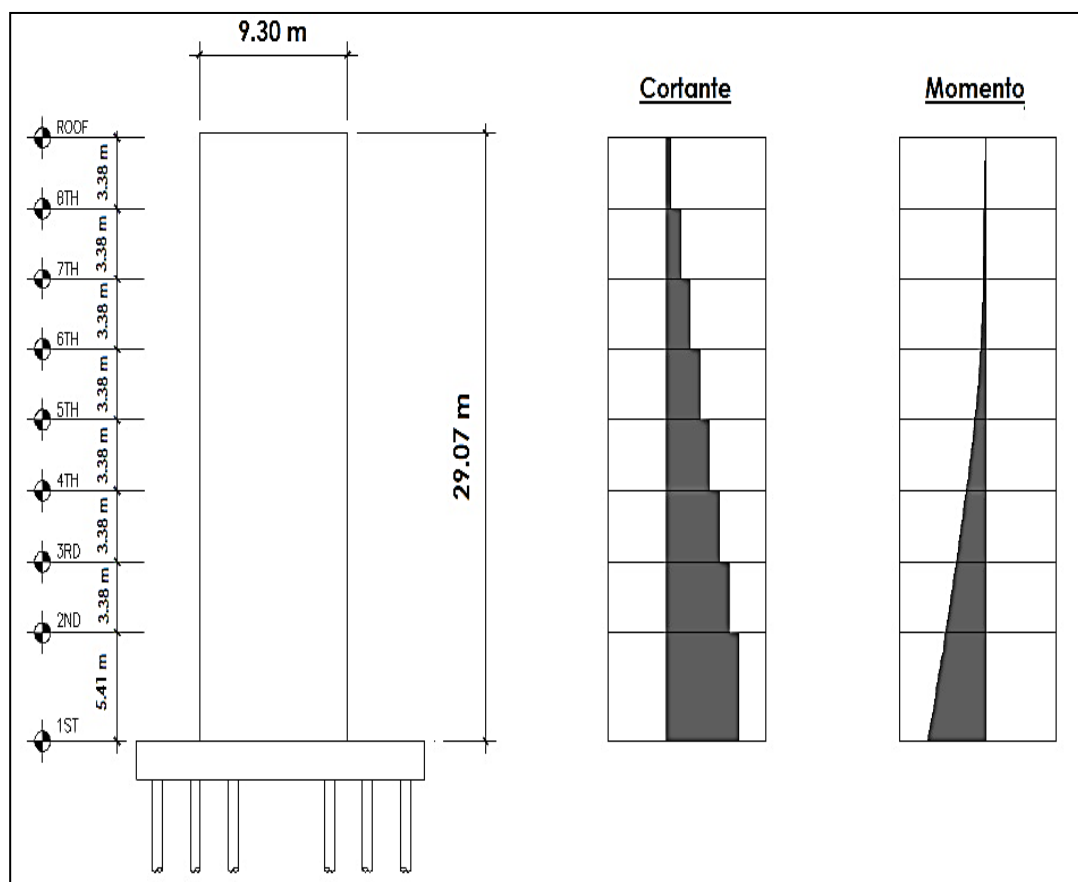 9.30 m
Cortante
Momento
ROOF
3.38 m
8TH
3.38 m
7TH
3.38 m
6TH
3.38 m
5TH
3.38 m
4TH
3.38 m
3RD
3.38 m
2ND
5.41 m
1ST
29.07 m